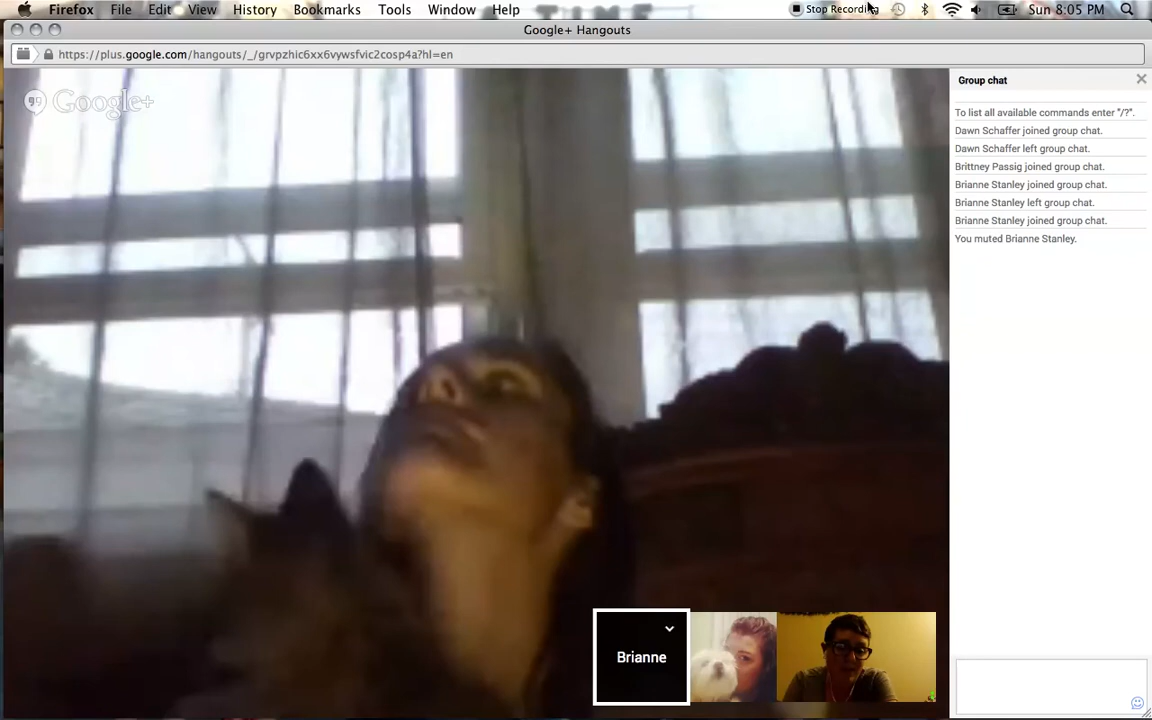 Firefox File Edit View History Bookmarks Tools Window Help Stop Recording Sun 8:05 PM
Google+ Hangouts
https://plus.google.com/hangouts/_/grvpzhic6xx6vywsfvic2cosp4a?hl=en
Google+
Group chat
To list all available commands enter "/?".
Dawn Schaffer joined group chat.
Dawn Schaffer left group chat.
Brittney Passig joined group chat.
Brianne Stanley joined group chat.
Brianne Stanley left group chat.
Brianne Stanley joined group chat.
You muted Brianne Stanley.
Brianne